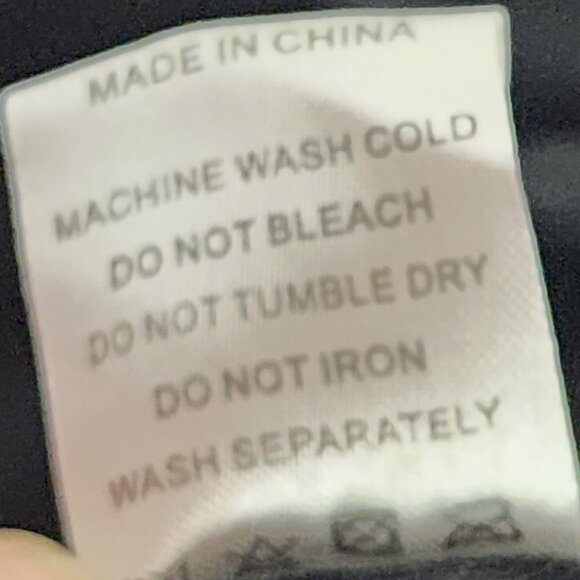 MADE IN CHINA
MACHINE WASH COLD
DO NOT BLEACH
DO NOT TUMBLE DRY
DO NOT IRON
WASH SEPARATELY